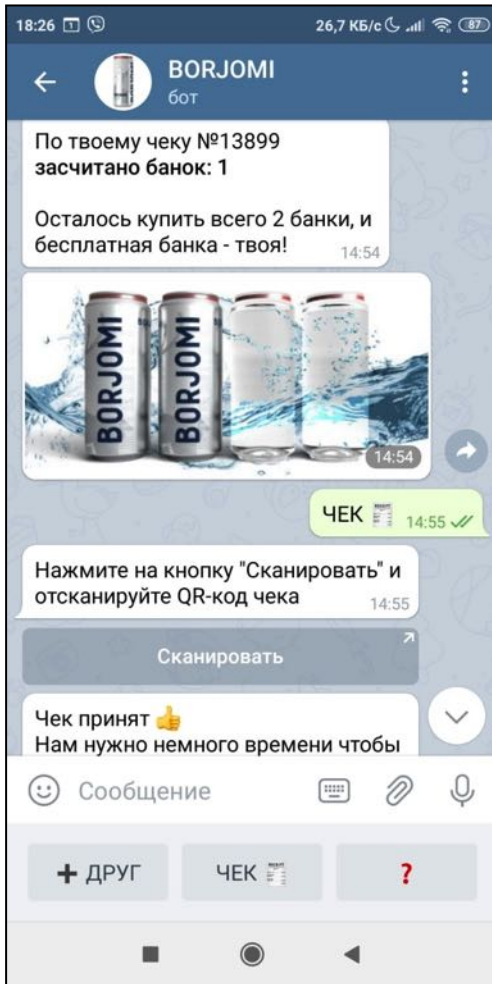 18:26
26,7 КБ/с
87
BORJOMI
бот
По твоему чеку №13899
засчитано банок: 1
Осталось купить всего 2 банки, и
бесплатная банка - твоя!
14:54
BORJOMI
BORJOMI
14:54
ЧЕК
14:55
Нажмите на кнопку "Сканировать" и
отсканируйте QR-код чека
14:55
Сканировать
Чек принят 👍
Нам нужно немного времени чтобы
Сообщение
+ ДРУГ
ЧЕК
?